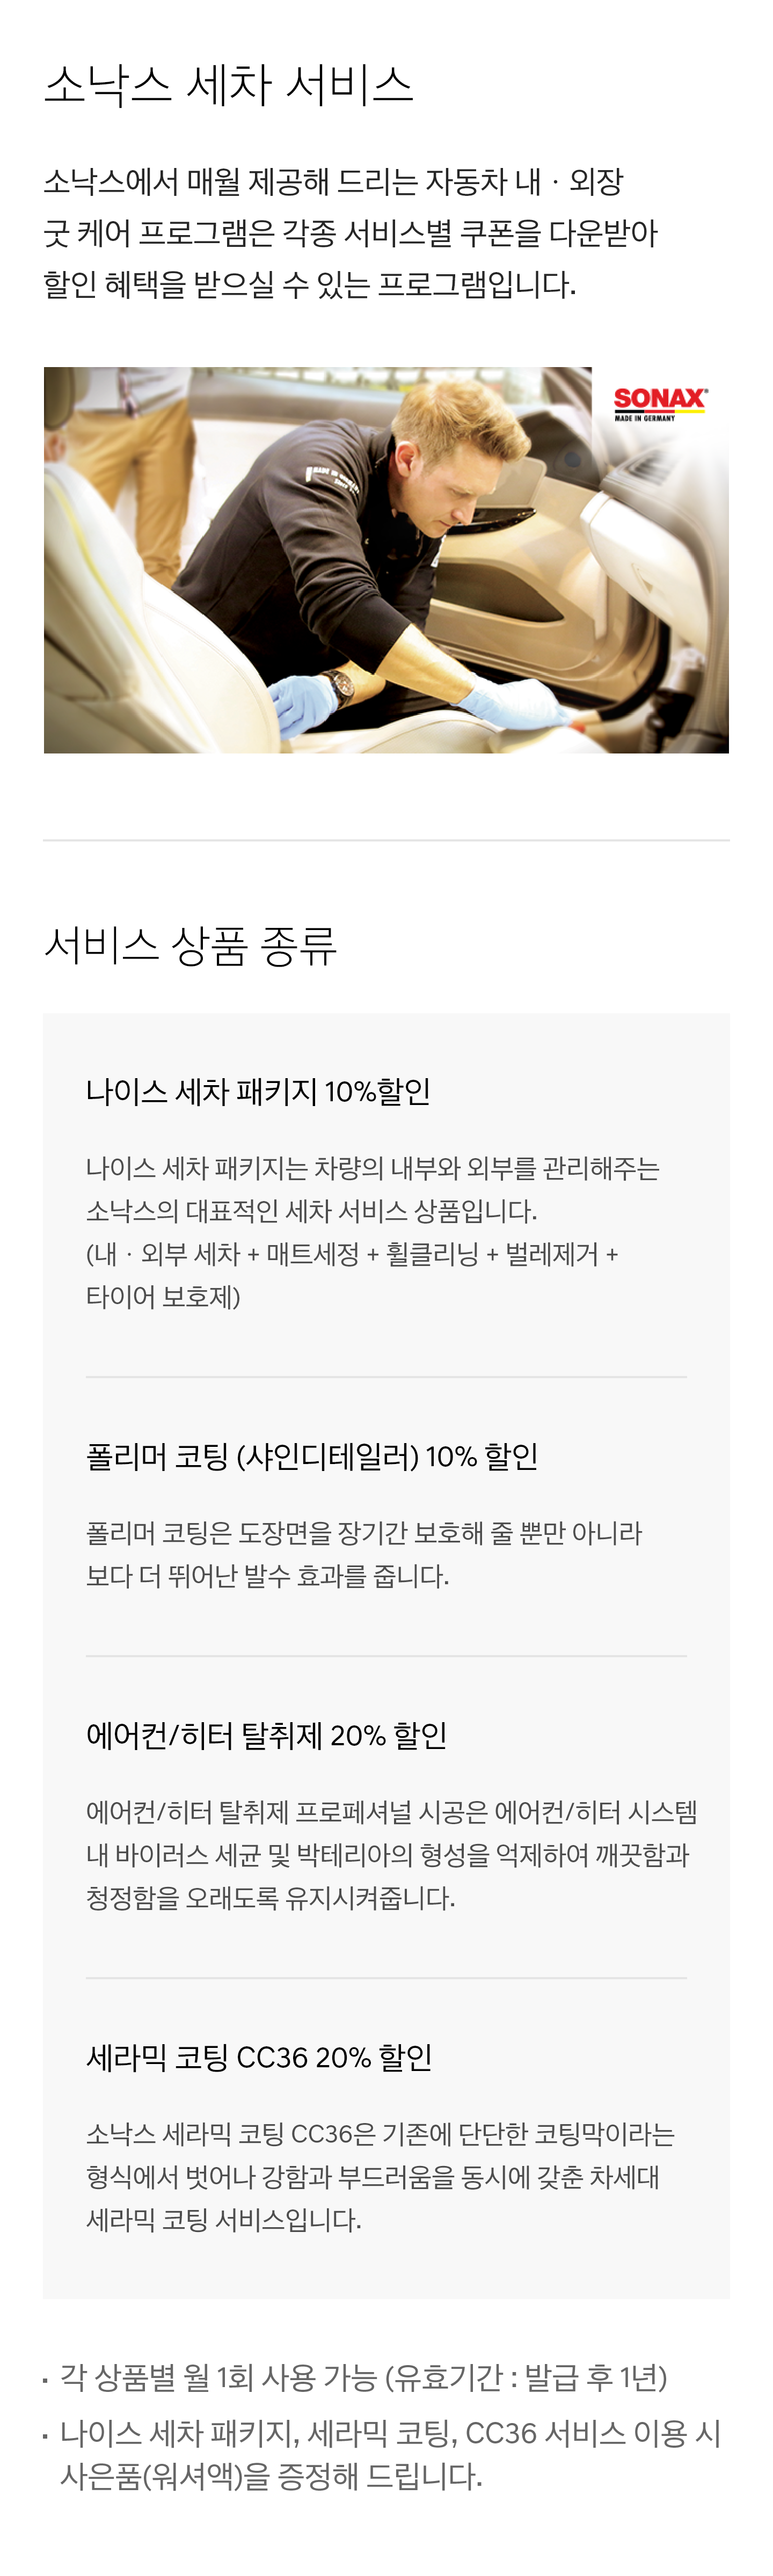 소낙스 세차 서비스
소낙스에서 매월 제공해 드리는 자동차 내 · 외장
굿 케어 프로그램은 각종 서비스별 쿠폰을 다운받아
할인 혜택을 받으실 수 있는 프로그램입니다.
SONAX®
MADE IN GERMANY
서비스 상품 종류
나이스 세차 패키지 10%할인
나이스 세차 패키지는 차량의 내부와 외부를 관리해주는
소낙스의 대표적인 세차 서비스 상품입니다.
(내 · 외부 세차 + 매트세정 + 휠클리닝 + 벌레제거 +
타이어 보호제)
폴리머 코팅 (샤인디테일러) 10% 할인
폴리머 코팅은 도장면을 장기간 보호해 줄 뿐만 아니라
보다 더 뛰어난 발수 효과를 줍니다.
에어컨/히터 탈취제 20% 할인
에어컨/히터 탈취제 프로페셔널 시공은 에어컨/히터 시스템
내 바이러스 세균 및 박테리아의 형성을 억제하여 깨끗함과
청정함을 오래도록 유지시켜줍니다.
세라믹 코팅 CC36 20% 할인
소낙스 세라믹 코팅 CC36은 기존에 단단한 코팅막이라는
형식에서 벗어나 강함과 부드러움을 동시에 갖춘 차세대
세라믹 코팅 서비스입니다.
· 각 상품별 월 1회 사용 가능 (유효기간 : 발급 후 1년)
· 나이스 세차 패키지, 세라믹 코팅, CC36 서비스 이용 시
사은품(워셔액)을 증정해 드립니다.